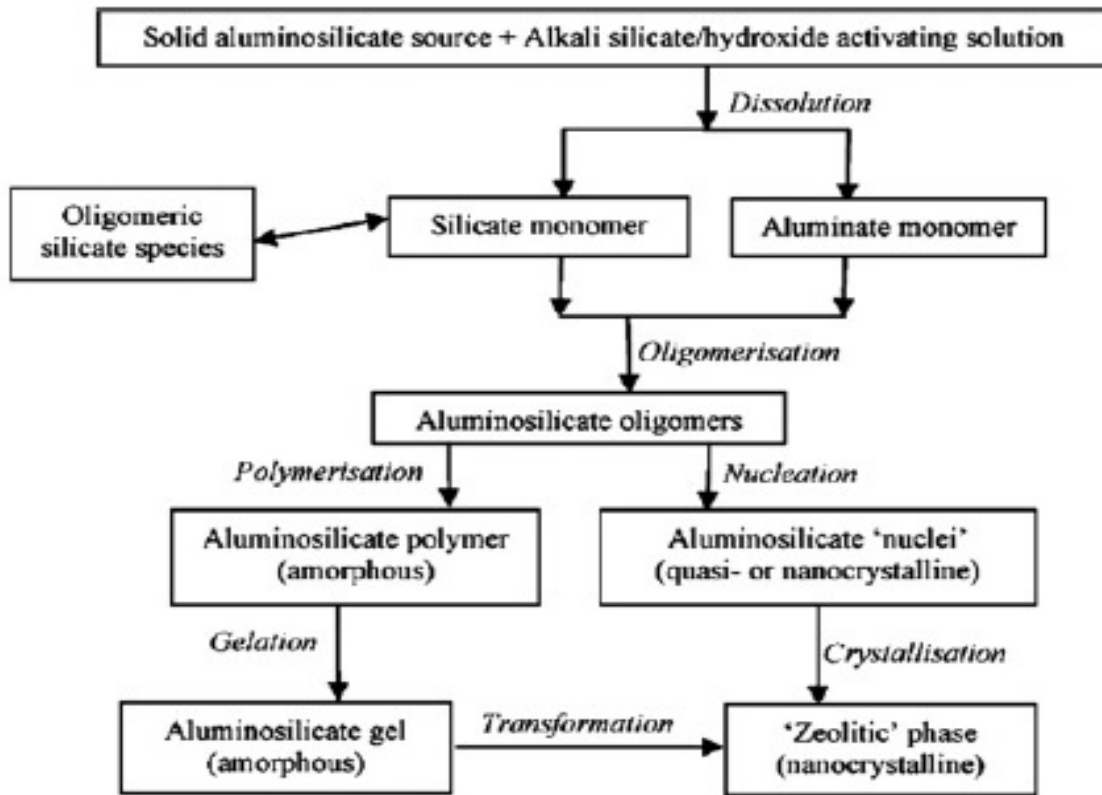 Solid aluminosilicate source + Alkali silicate/hydroxide activating solution
Dissolution
Oligomeric
silicate species
Silicate monomer
Aluminate monomer
Oligomerisation
Aluminosilicate oligomers
Polymerisation
Nucleation
Aluminosilicate polymer
(amorphous)
Aluminosilicate ‘nuclei’
(quasi- or nanocrystalline)
Gelation
Crystallisation
Aluminosilicate gel
(amorphous)
Transformation
‘Zeolitic’ phase
(nanocrystalline)